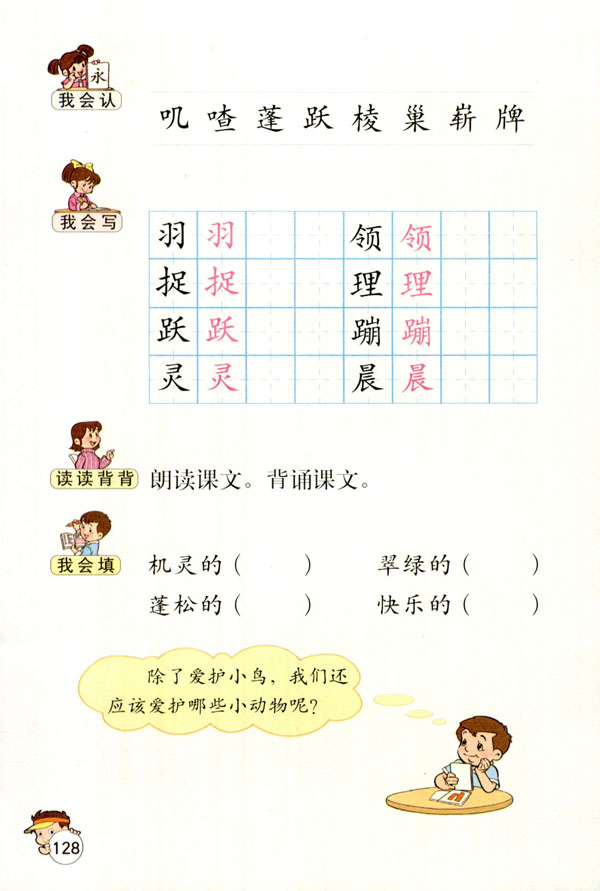 永
我会认
叽 喳 蓬 跃 棱 巢 崭 牌
我会写
羽 羽 领 领
捉 捉 理 理
跃 跃 蹦 蹦
灵 灵 晨 晨
读读背背
朗读课文。背诵课文。
我会填
机灵的( ) 翠绿的( )
蓬松的( ) 快乐的( )
除了爱护小鸟，我们还
应该爱护哪些小动物呢？
128